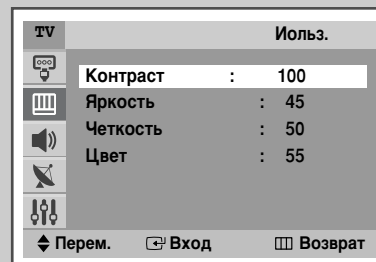 TV Иольз.
Контраст : 100
Яркость : 45
Четкость : 50
Цвет : 55
Перем. Вход Возврат